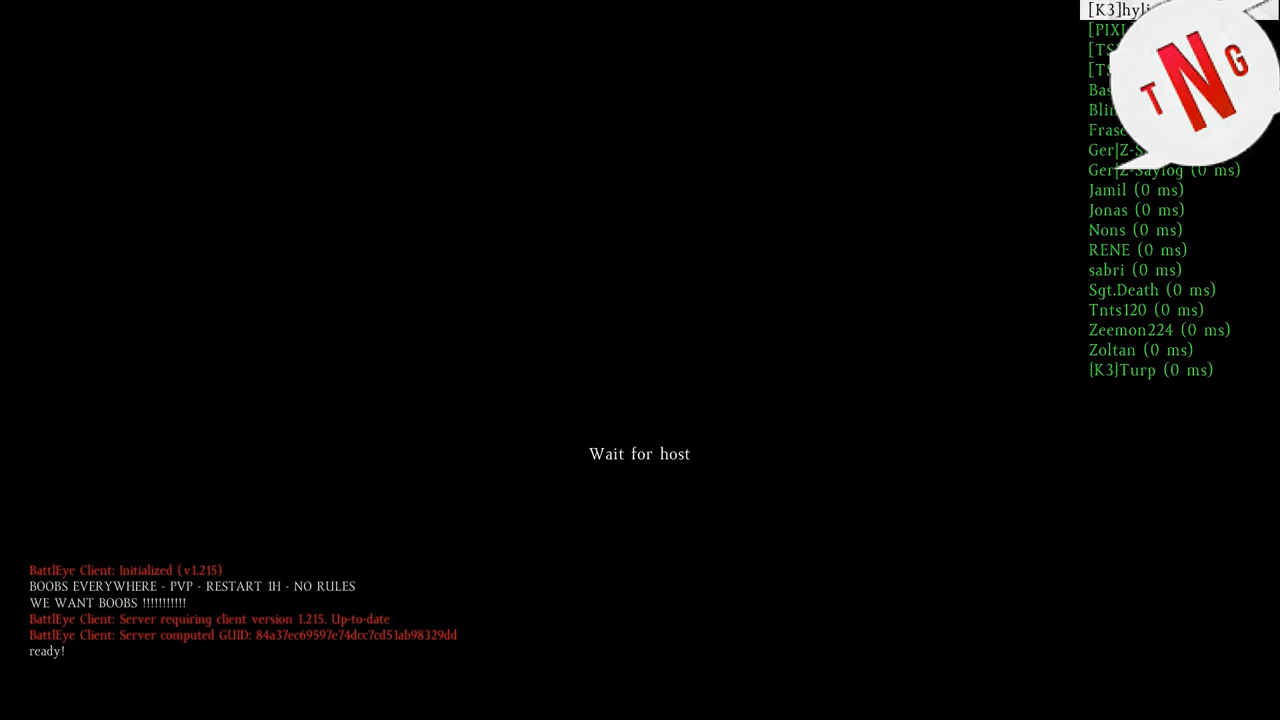 [K3]hyli
[PIXL
[TS
[TS
Bas
Blin
Frase
Ger|Z-S
Ger|Z-Saylog (0 ms)
Jamil (0 ms)
Jonas (0 ms)
Nons (0 ms)
RENE (0 ms)
sabri (0 ms)
Sgt.Death (0 ms)
Tnts120 (0 ms)
Zeemon224 (0 ms)
Zoltan (0 ms)
{K3]Turp (0 ms)
TNG
Wait for host
BattlEye Client: Initialized (v1.215)
BOOBS EVERYWHERE - PVP - RESTART 1H - NO RULES
WE WANT BOOBS !!!!!!!!!!!
BattlEye Client: Server requiring client version 1.215. Up-to-date
BattlEye Client: Server computed GUID: 84a37ec69597e74dcc7cd51ab98329dd
ready!